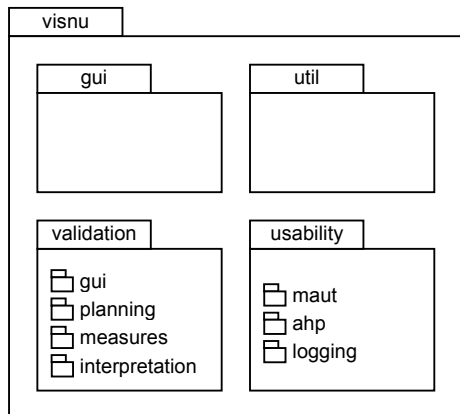 visnu
gui
util
validation
gui
planning
measures
interpretation
usability
maut
ahp
logging